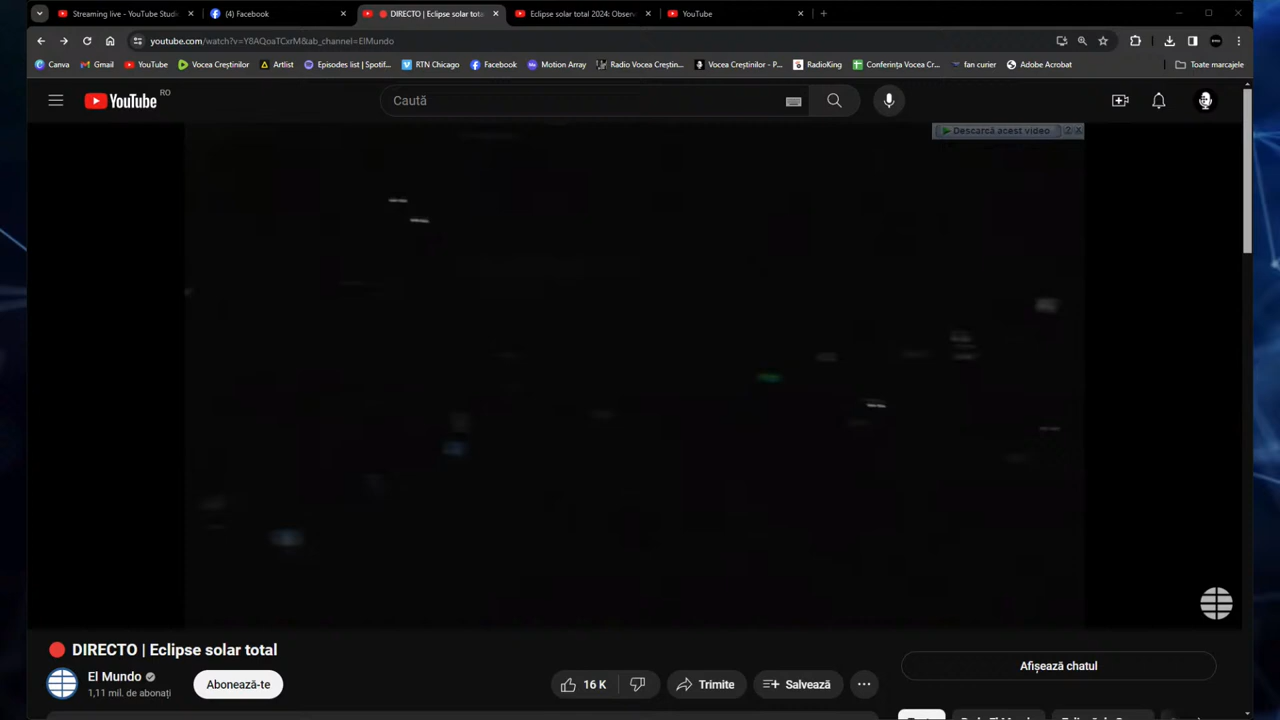 Streaming live - YouTube Studi
(4) Facebook
DIRECTO | Eclipse solar tota
Eclipse solar total 2024: Obser
YouTube
youtube.com/watch?v=Y8AQoaTCxrM&ab_channel=ElMundo
Canva Gmail YouTube Vocea Creștinilor Artlist Episodes list | Spotif... RTN Chicago Facebook Motion Array Radio Vocea Creștin... Vocea Crestinilor - P... RadioKing Conferința Vocea Cr... fan curier Adobe Acrobat Toate marcajele
YouTube RO
Caută
Descarcă acest video ? X
DIRECTO | Eclipse solar total
El Mundo
1,11 mil. de abonați
Abonează-te
16 K
Trimite
Salvează
Afișează chatul